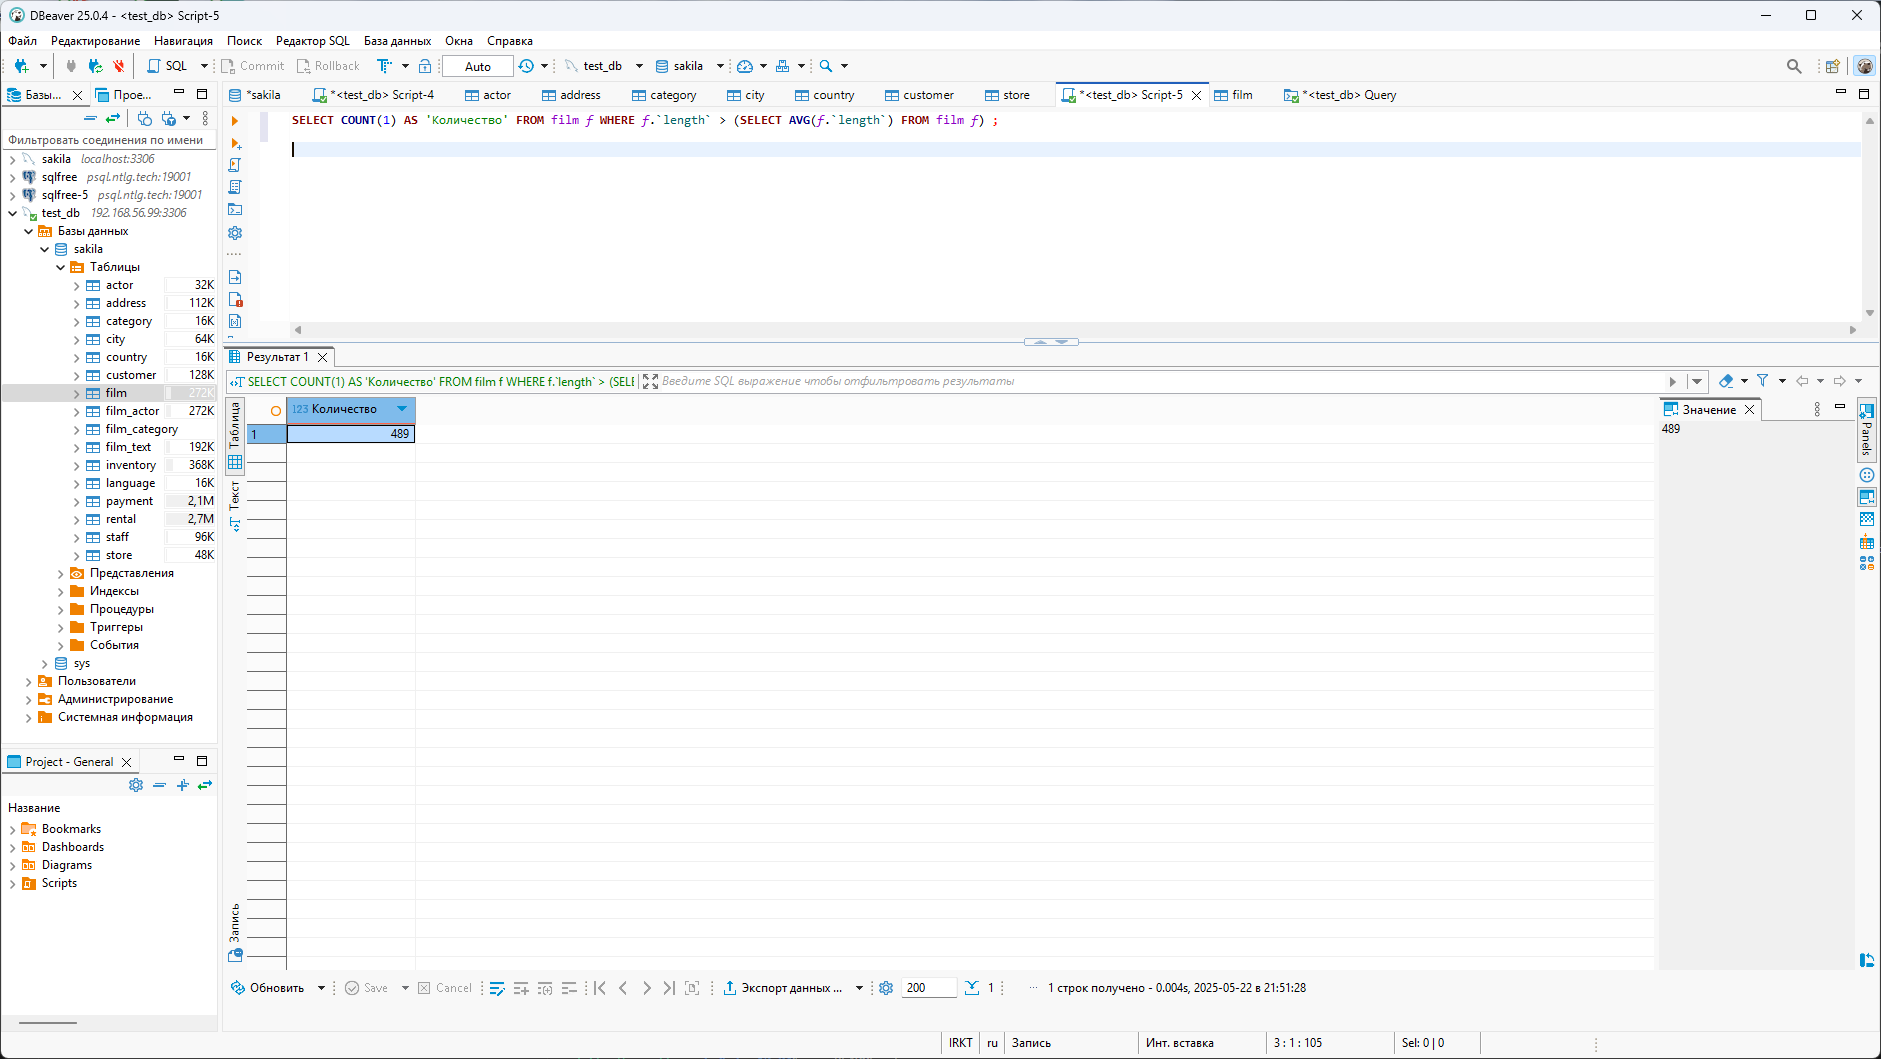 DBeaver 25.0.4 - <test_db> Script-5
Файл Редактирование Навигация Поиск Редактор SQL База данных Окна Справка
SQL Commit Rollback Auto test_db sakila
Базы... Прое...
*sakila *<test_db> Script-4 actor address category city country customer store *<test_db> Script-5 film *<test_db> Query
Фильтровать соединения по имени
sakila localhost:3306
sqlfree psql.ntlg.tech:19001
sqlfree-5 psql.ntlg.tech:19001
test_db 192.168.56.99:3306
Базы данных
sakila
Таблицы
actor 32K
address 112K
category 16K
city 64K
country 16K
customer 128K
film 272K
film_actor 272K
film_category
film_text 192K
inventory 368K
language 16K
payment 2,1M
rental 2,7M
staff 96K
store 48K
Представления
Индексы
Процедуры
Триггеры
События
sys
Пользователи
Администрирование
Системная информация
Project - General
Название
Bookmarks
Dashboards
Diagrams
Scripts
SELECT COUNT(1) AS 'Количество' FROM film f WHERE f.`length` > (SELECT AVG(f.`length`) FROM film f) ;
Результат 1
SELECT COUNT(1) AS 'Количество' FROM film f WHERE f.`length` > (SELE
Введите SQL выражение чтобы отфильтровать результаты
Таблица
Текст
Запись
123 Количество
1 489
Значение
489
Panels
Обновить Save Cancel Экспорт данных ... 200 1 ... 1 строк получено - 0.004s, 2025-05-22 в 21:51:28
IRKT ru Запись Инт. вставка 3 : 1 : 105 Sel: 0 | 0